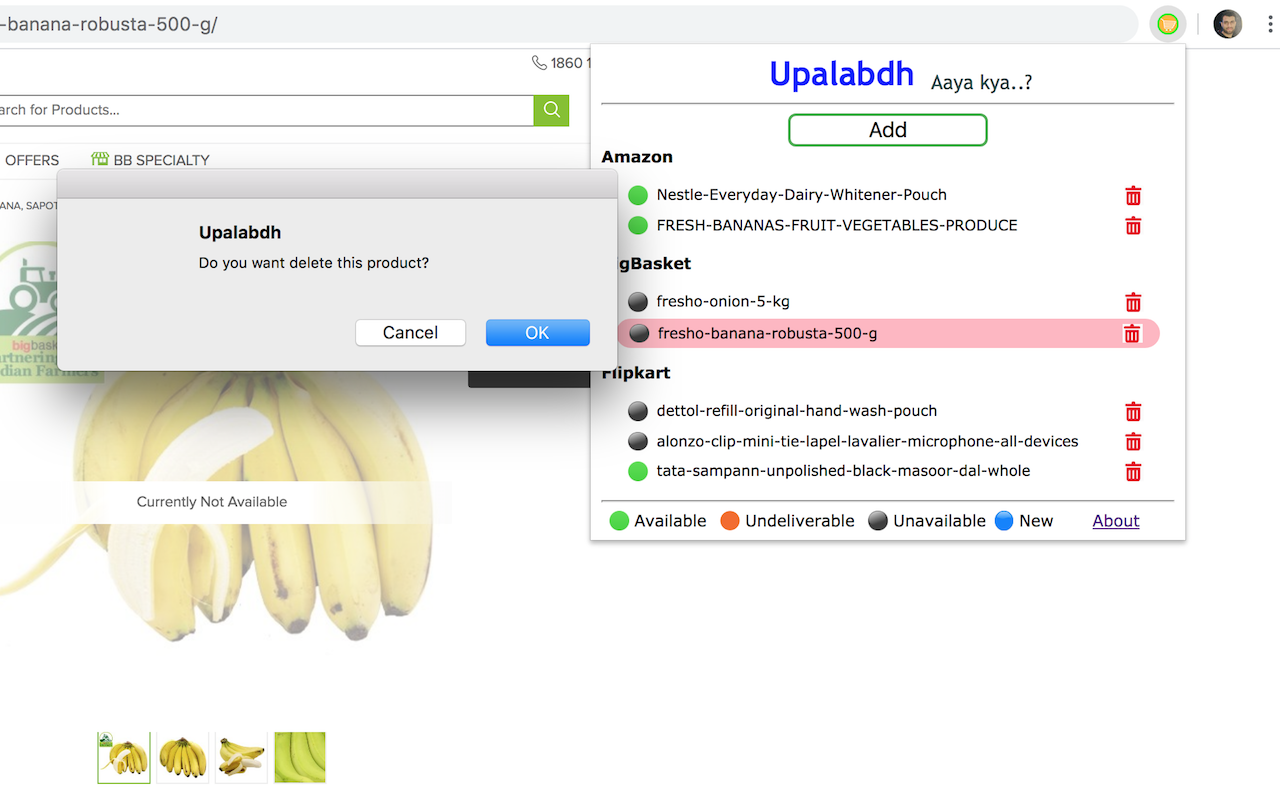 -banana-robusta-500-g/
1860 1
arch for Products...
OFFERS
BB SPECIALTY
ANA, SAPOT
Upalabdh
Do you want delete this product?
Cancel
OK
bigbask
artnering
dian Farmers
Currently Not Available
Upalabdh Aaya kya..?
Add
Amazon
Nestle-Everyday-Dairy-Whitener-Pouch
FRESH-BANANAS-FRUIT-VEGETABLES-PRODUCE
gBasket
fresho-onion-5-kg
fresho-banana-robusta-500-g
Flipkart
dettol-refill-original-hand-wash-pouch
alonzo-clip-mini-tie-lapel-lavalier-microphone-all-devices
tata-sampann-unpolished-black-masoor-dal-whole
Available Undeliverable Unavailable New About